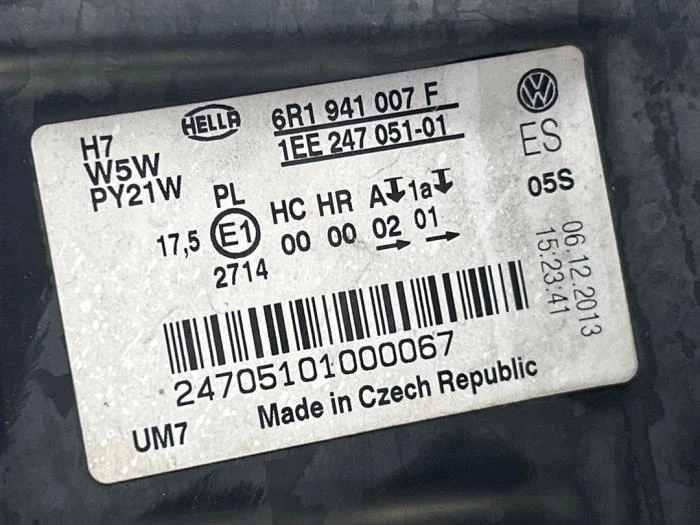 H7
W5W
PY21W
HELLA
6R1 941 007 F
1EE 247 051-01
VW
ES
05S
PL
HC HR A 1a
17,5 E1 00 00 02 01
2714
06.12.2013
15:23:41
24705101000067
UM7
Made in Czech Republic